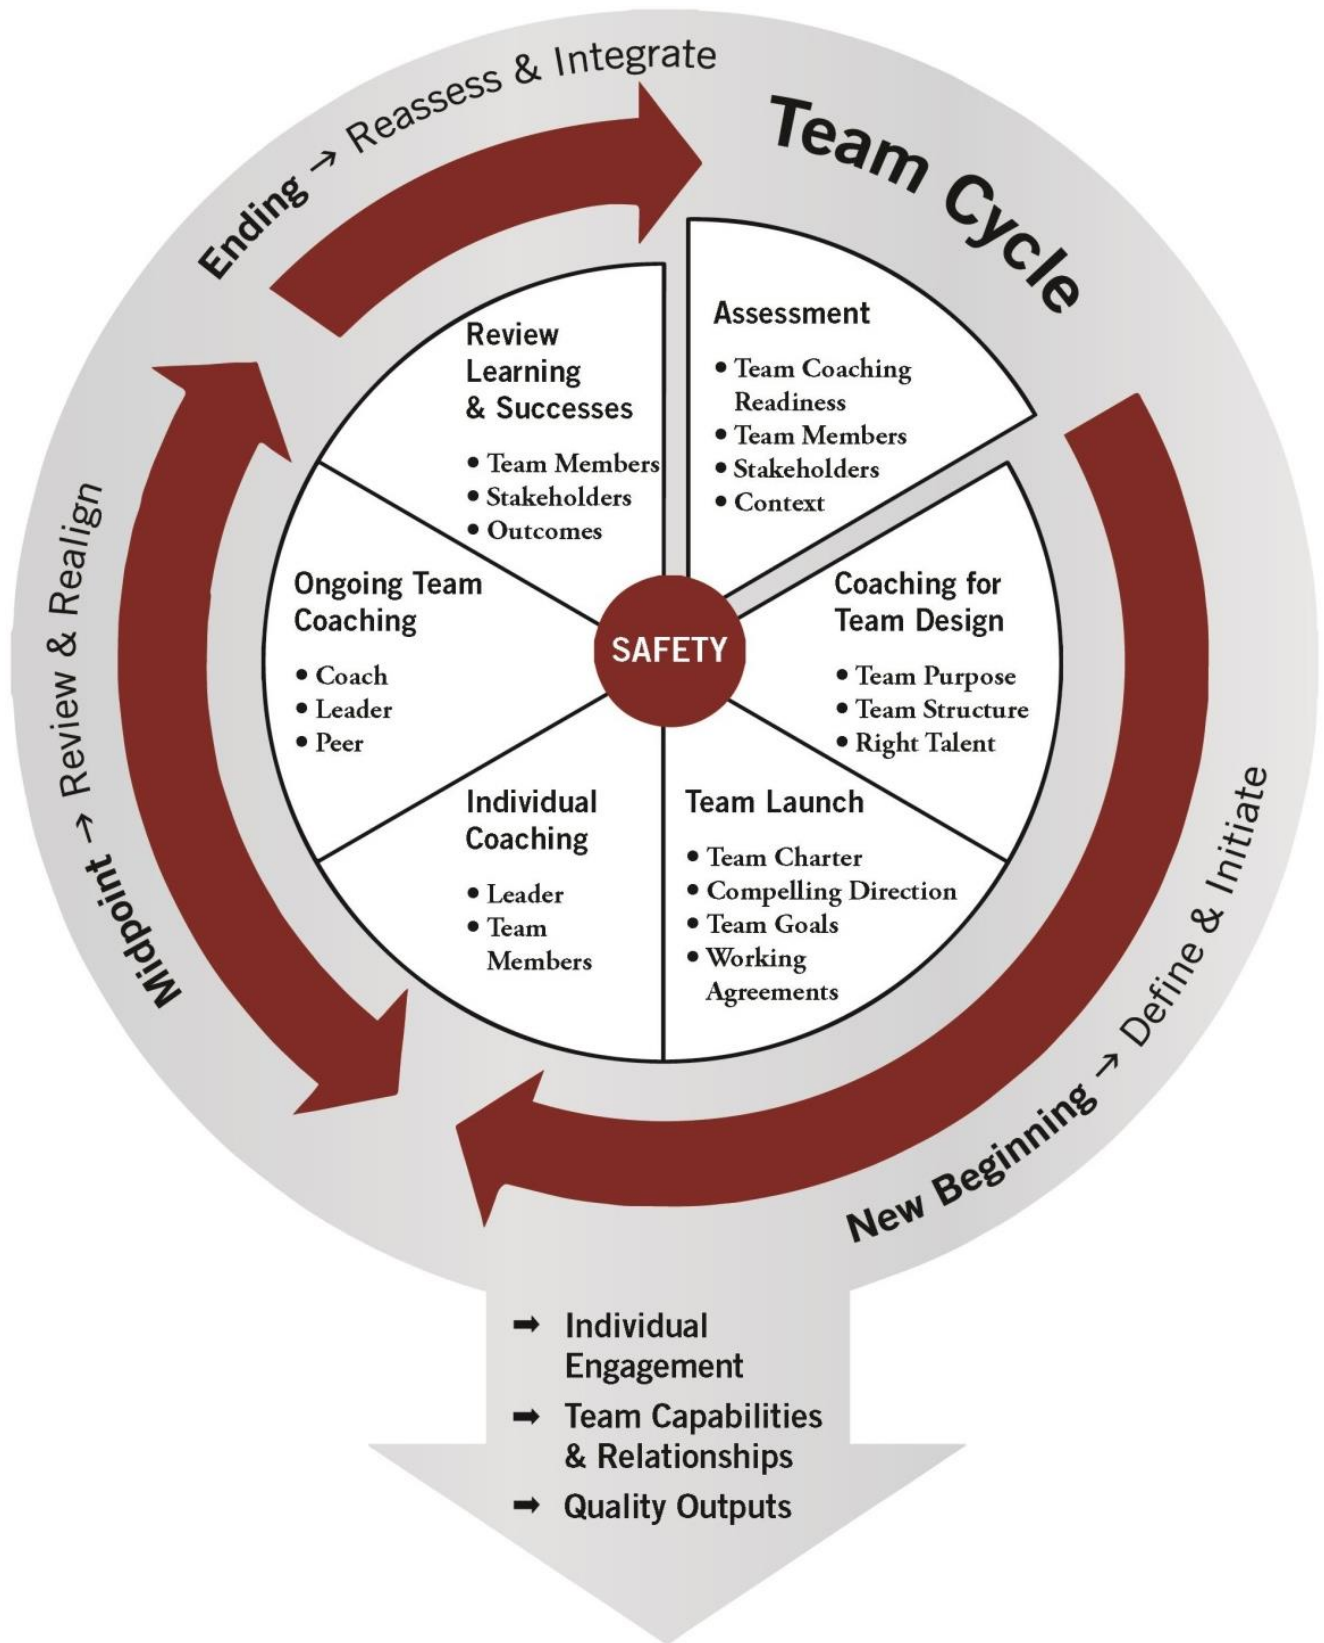 Team Cycle
Ending → Reassess & Integrate
Assessment
• Team Coaching
Readiness
• Team Members
• Stakeholders
• Context
Coaching for
Team Design
• Team Purpose
• Team Structure
• Right Talent
Team Launch
• Team Charter
• Compelling Direction
• Team Goals
• Working
Agreements
Individual
Coaching
• Leader
• Team
Members
Ongoing Team
Coaching
• Coach
• Leader
• Peer
Review
Learning
& Successes
• Team Members
• Stakeholders
• Outcomes
SAFETY
New Beginning → Define & Initiate
Midpoint → Review & Realign
➡ Individual
Engagement
➡ Team Capabilities
& Relationships
➡ Quality Outputs